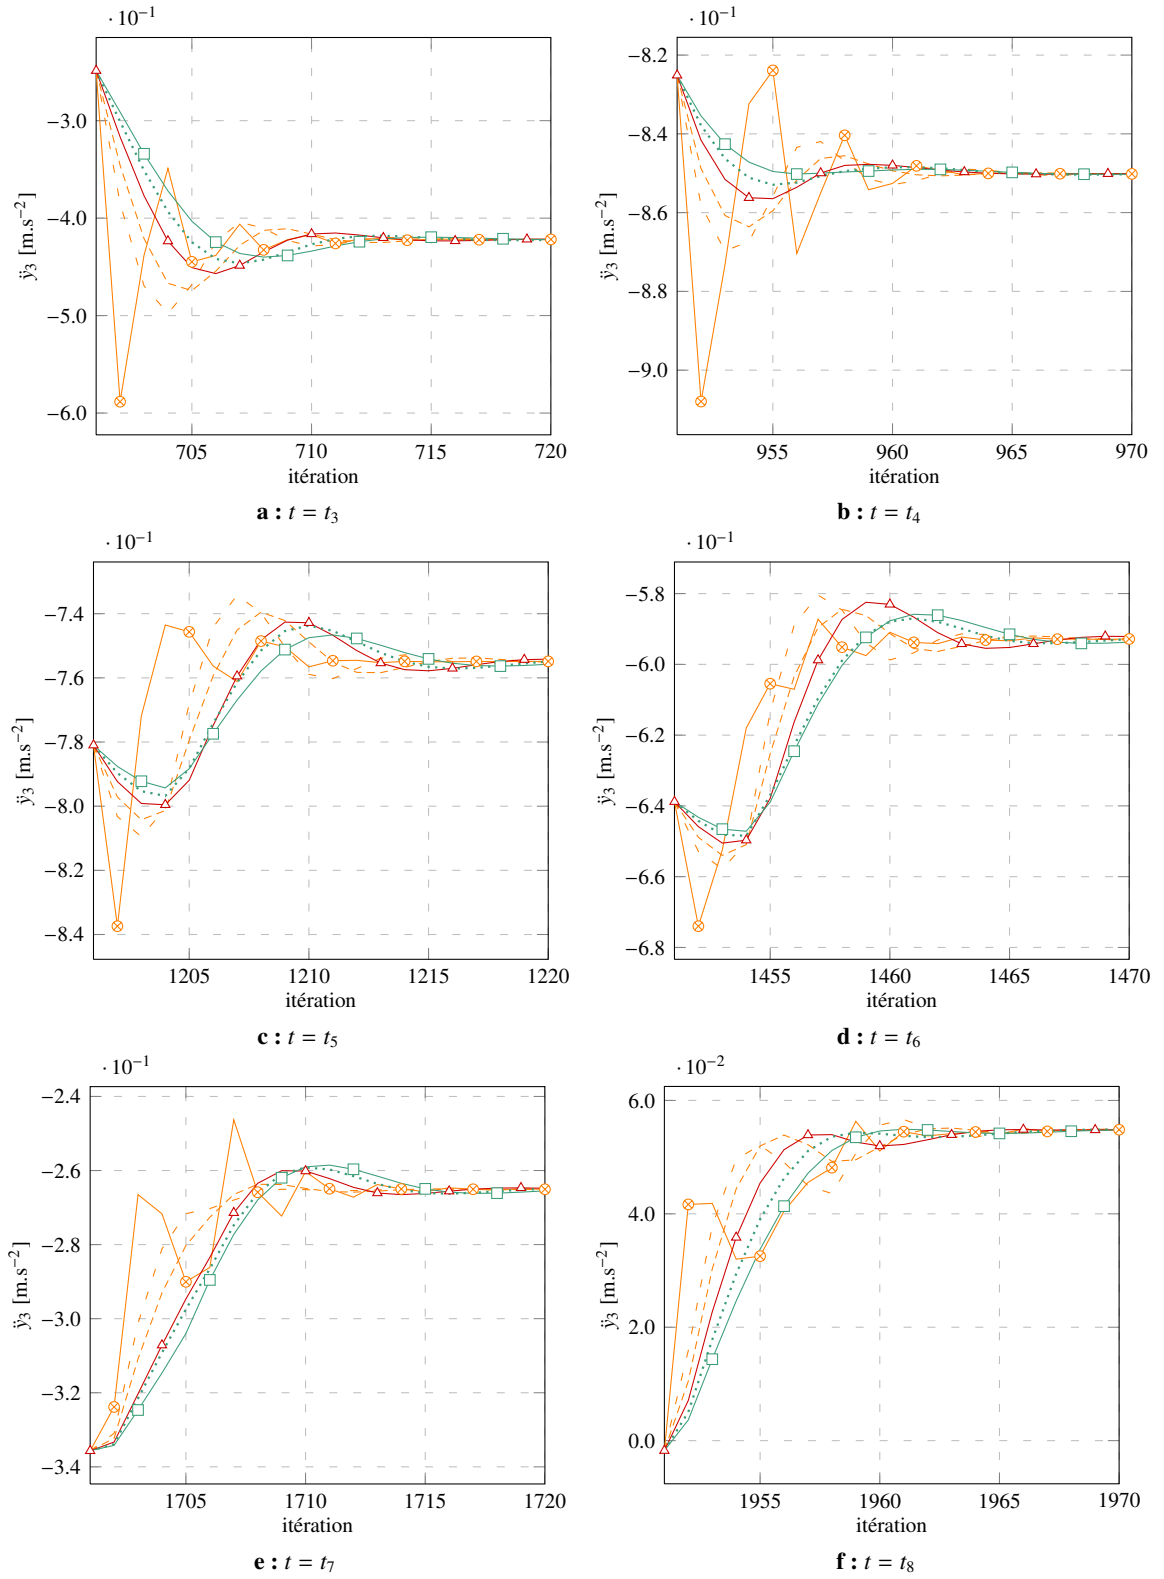 · 10⁻¹
−3.0
−4.0
−5.0
−6.0
ÿ₃ [m.s⁻²]
705 710 715 720
itération
a : t = t₃
· 10⁻¹
−8.2
−8.4
−8.6
−8.8
−9.0
ÿ₃ [m.s⁻²]
955 960 965 970
itération
b : t = t₄
· 10⁻¹
−7.4
−7.6
−7.8
−8.0
−8.2
−8.4
ÿ₃ [m.s⁻²]
1205 1210 1215 1220
itération
c : t = t₅
· 10⁻¹
−5.8
−6.0
−6.2
−6.4
−6.6
−6.8
ÿ₃ [m.s⁻²]
1455 1460 1465 1470
itération
d : t = t₆
· 10⁻¹
−2.4
−2.6
−2.8
−3.0
−3.2
−3.4
ÿ₃ [m.s⁻²]
1705 1710 1715 1720
itération
e : t = t₇
· 10⁻²
6.0
4.0
2.0
0.0
ÿ₃ [m.s⁻²]
1955 1960 1965 1970
itération
f : t = t₈